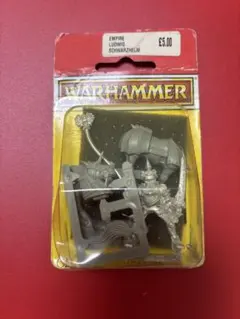 EMPIRE
LUDWIG
SCHWARZHELM
£5.00
WARHAMMER